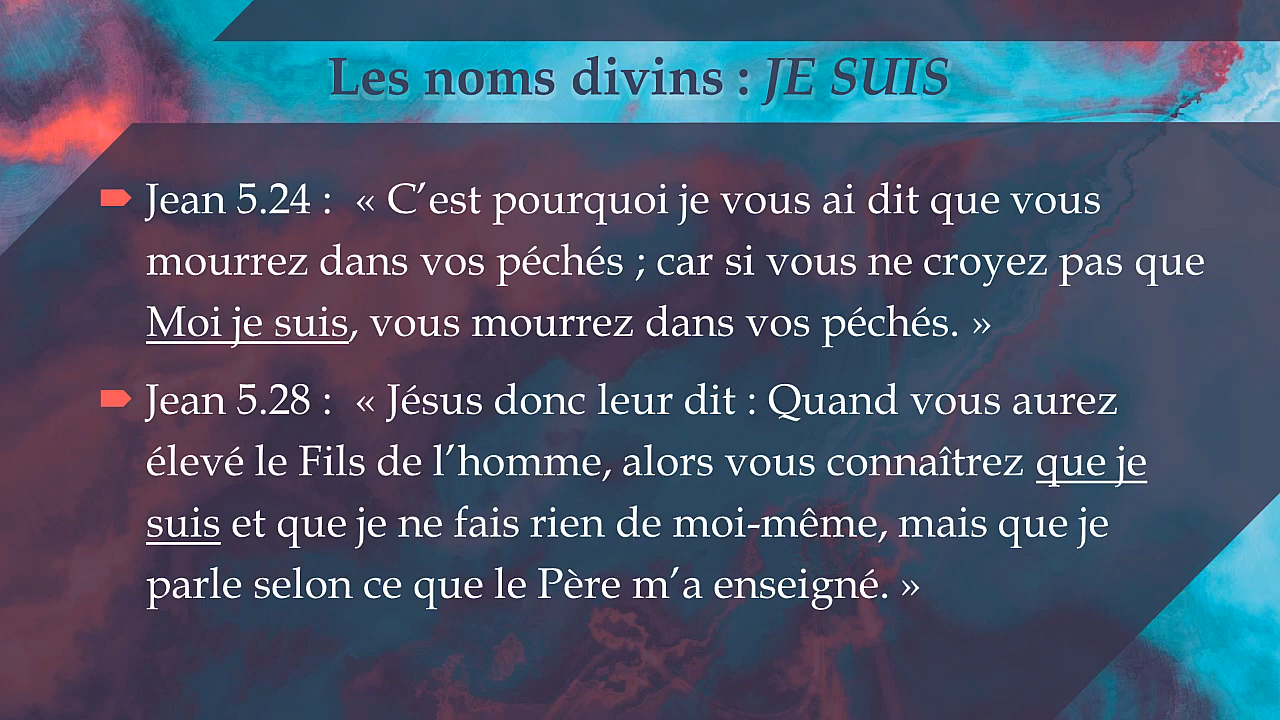 Les noms divins : JE SUIS
Jean 5.24 : « C’est pourquoi je vous ai dit que vous
mourrez dans vos péchés ; car si vous ne croyez pas que
Moi je suis, vous mourrez dans vos péchés. »
Jean 5.28 : « Jésus donc leur dit : Quand vous aurez
élevé le Fils de l’homme, alors vous connaîtrez que je
suis et que je ne fais rien de moi-même, mais que je
parle selon ce que le Père m’a enseigné. »